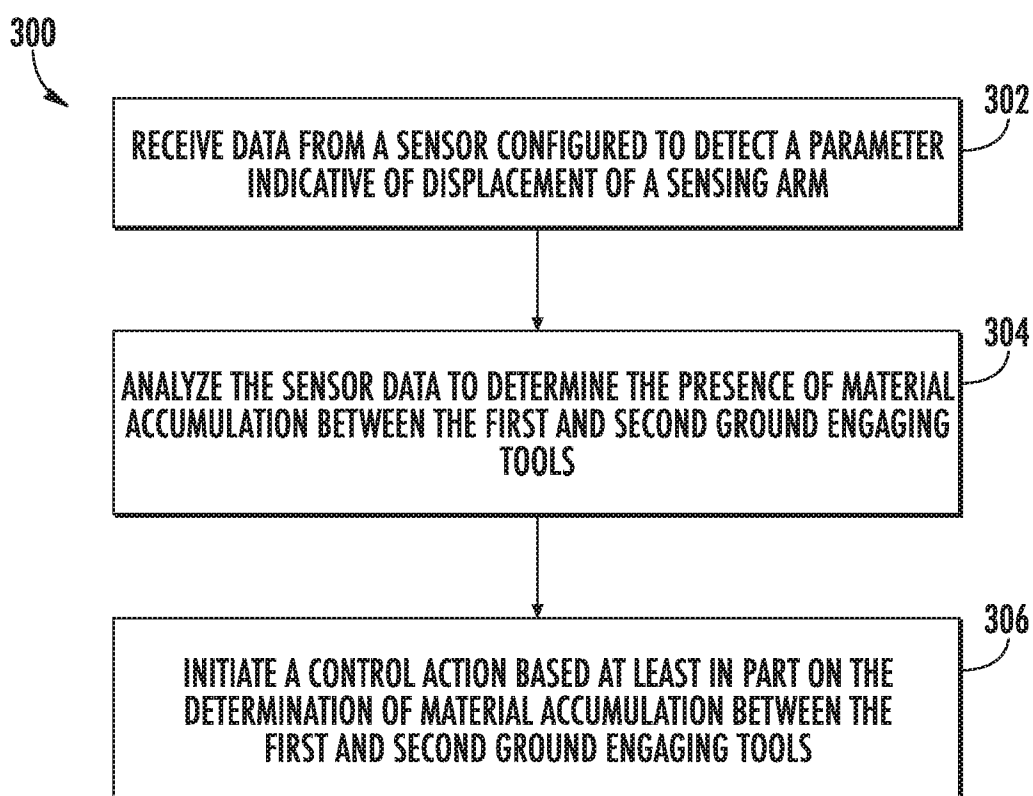 300
302
RECEIVE DATA FROM A SENSOR CONFIGURED TO DETECT A PARAMETER
INDICATIVE OF DISPLACEMENT OF A SENSING ARM
304
ANALYZE THE SENSOR DATA TO DETERMINE THE PRESENCE OF MATERIAL
ACCUMULATION BETWEEN THE FIRST AND SECOND GROUND ENGAGING
TOOLS
306
INITIATE A CONTROL ACTION BASED AT LEAST IN PART ON THE
DETERMINATION OF MATERIAL ACCUMULATION BETWEEN THE
FIRST AND SECOND GROUND ENGAGING TOOLS